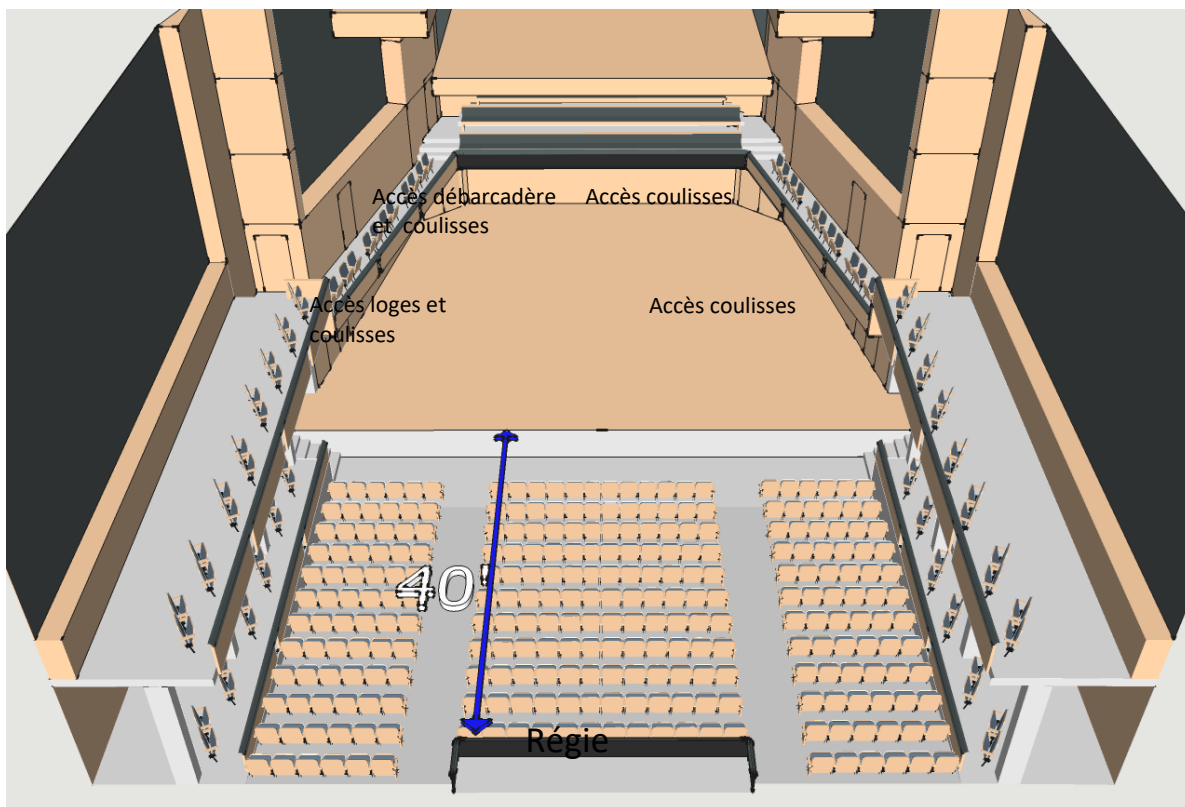 Accès débarcadère
et coulisses
Accès coulisses
Accès loges et
coulisses
Accès coulisses
40'
Régie